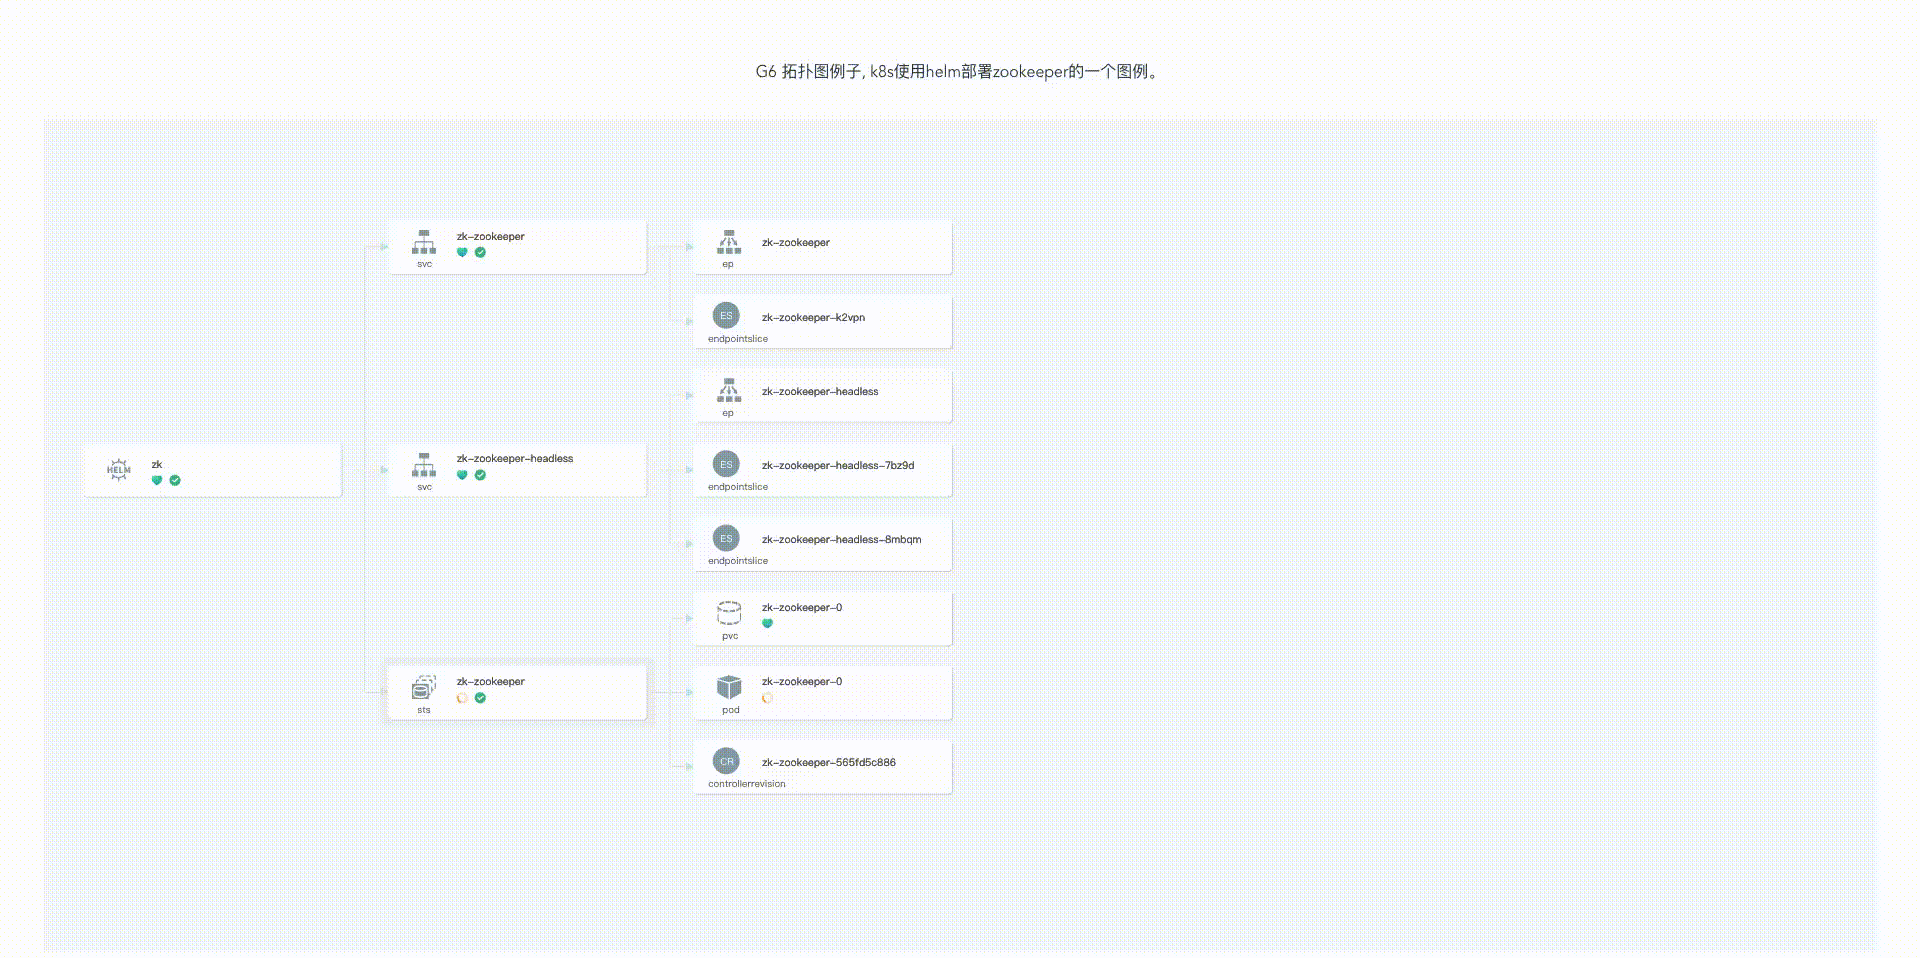 G6 拓扑图例子, k8s使用helm部署zookeeper的一个图例。
zk-zookeeper
svc
zk-zookeeper
ep
ES
zk-zookeeper-k2vpn
endpointslice
zk-zookeeper-headless
ep
HELM
zk
zk-zookeeper-headless
svc
ES
zk-zookeeper-headless-7bz9d
endpointslice
ES
zk-zookeeper-headless-8mbqm
endpointslice
zk-zookeeper-0
pvc
zk-zookeeper
sts
zk-zookeeper-0
pod
CR
zk-zookeeper-565fd5c886
controllerrevision